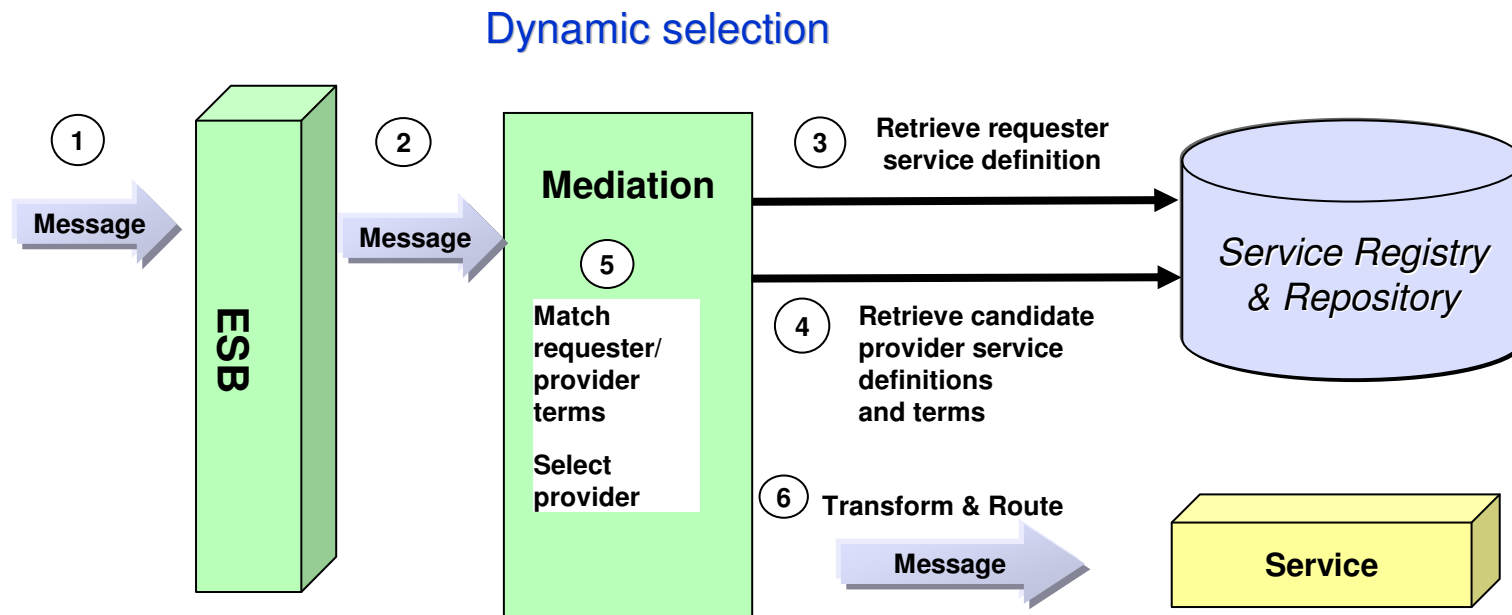 Dynamic selection
1
Message
ESB
2
Message
Mediation
5
Match
requester/
provider
terms
Select
provider
3
Retrieve requester
service definition
4
Retrieve candidate
provider service
definitions
and terms
Service Registry
& Repository
6
Transform & Route
Message
Service